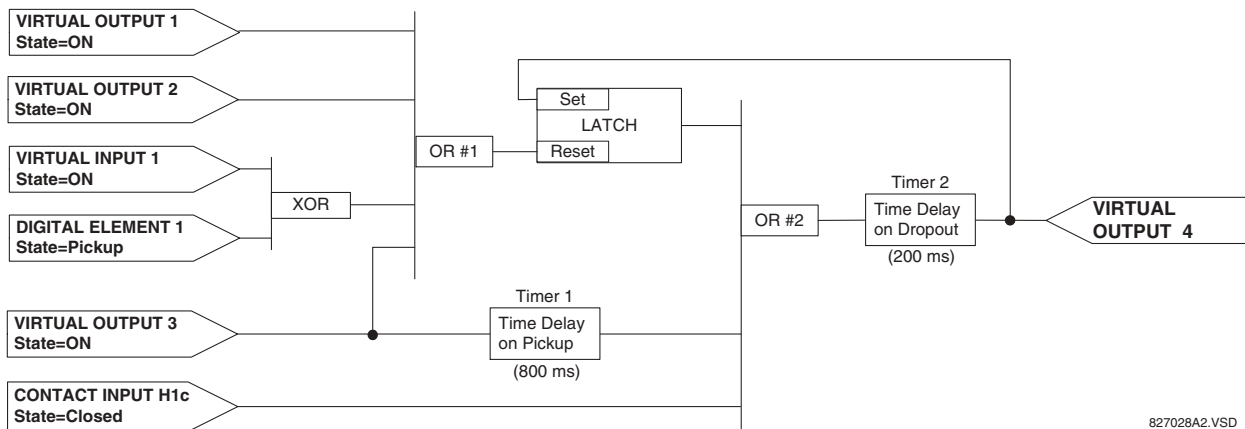 VIRTUAL OUTPUT 1
State=ON
VIRTUAL OUTPUT 2
State=ON
VIRTUAL INPUT 1
State=ON
DIGITAL ELEMENT 1
State=Pickup
VIRTUAL OUTPUT 3
State=ON
CONTACT INPUT H1c
State=Closed
XOR
OR #1
Set
LATCH
Reset
Timer 1
Time Delay
on Pickup
(800 ms)
OR #2
Timer 2
Time Delay
on Dropout
(200 ms)
VIRTUAL
OUTPUT 4
827028A2.VSD